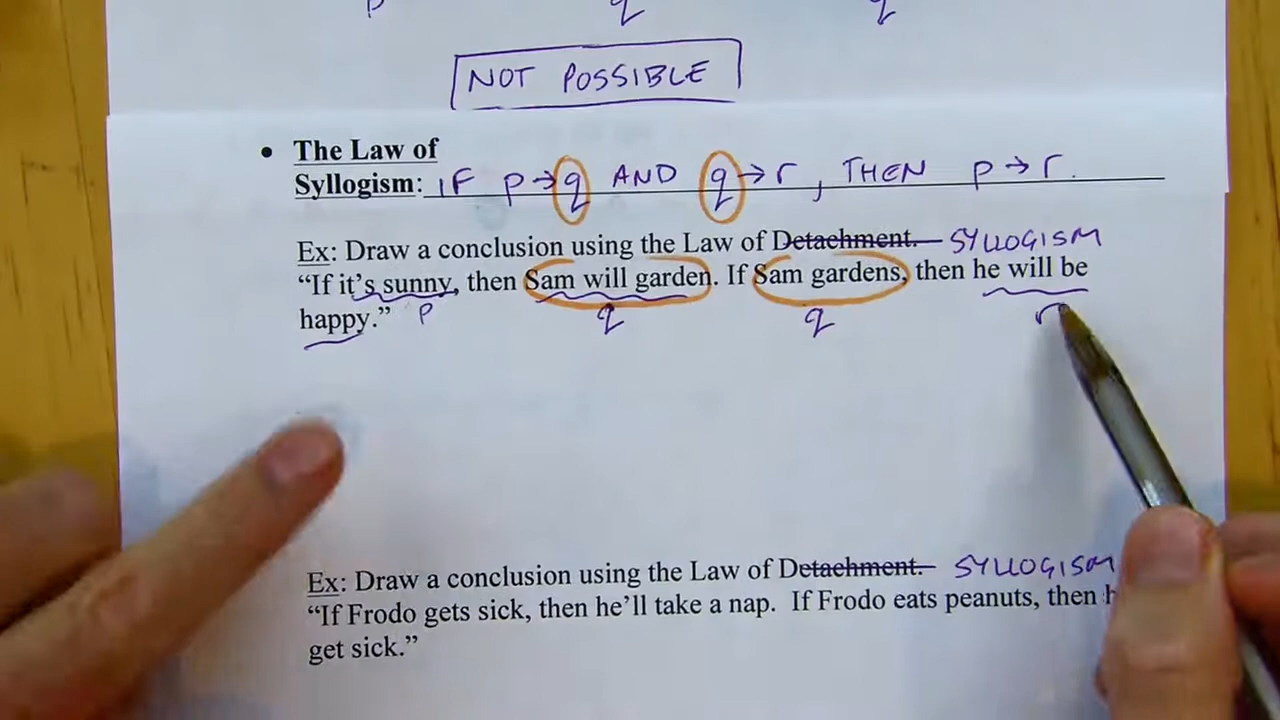 p q q
NOT POSSIBLE
• The Law of
Syllogism: IF p→q AND q→r, THEN p→r.
Ex: Draw a conclusion using the Law of Detachment. SYLLOGISM
“If it's sunny, then Sam will garden. If Sam gardens, then he will be
happy.” p q q r
Ex: Draw a conclusion using the Law of Detachment. SYLLOGISM
“If Frodo gets sick, then he'll take a nap. If Frodo eats peanuts, then
get sick.”